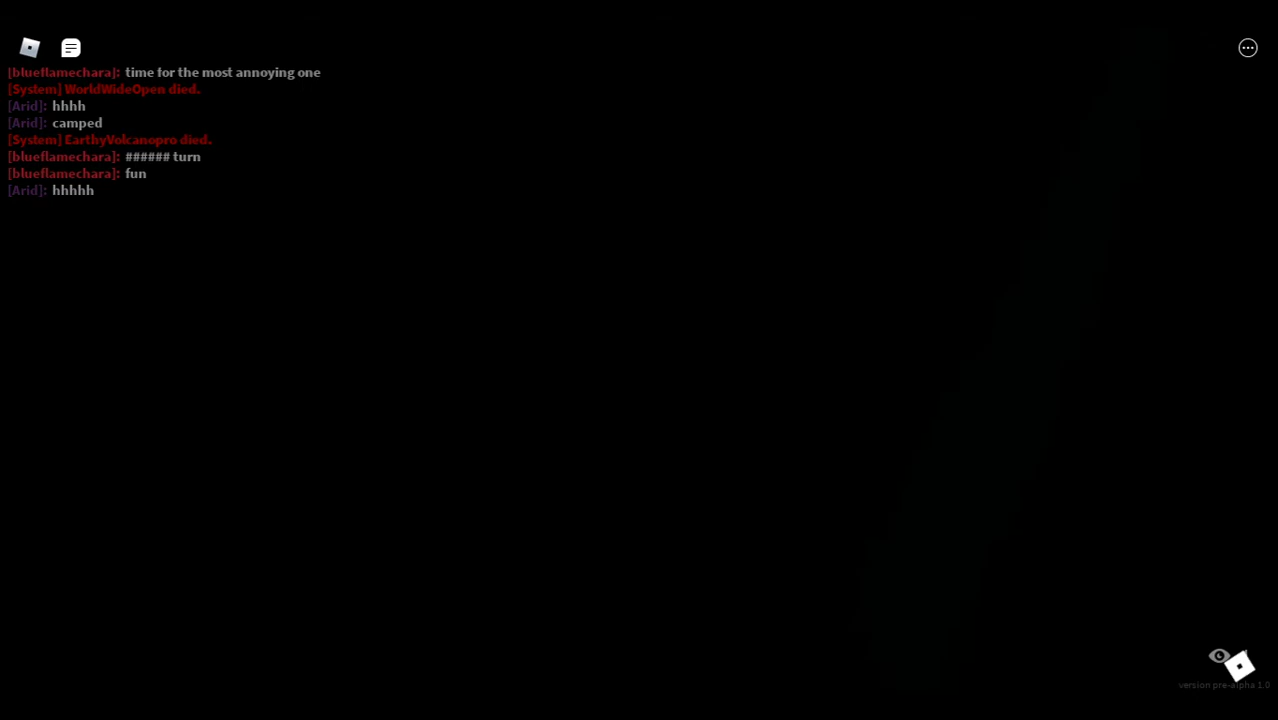 [blueflamechara]: time for the most annoying one
[System] WorldWideOpen died.
[Arid]: hhhh
[Arid]: camped
[System] EarthyVolcanopro died.
[blueflamechara]: ###### turn
[blueflamechara]: fun
[Arid]: hhhhh
version pre-alpha 1.0